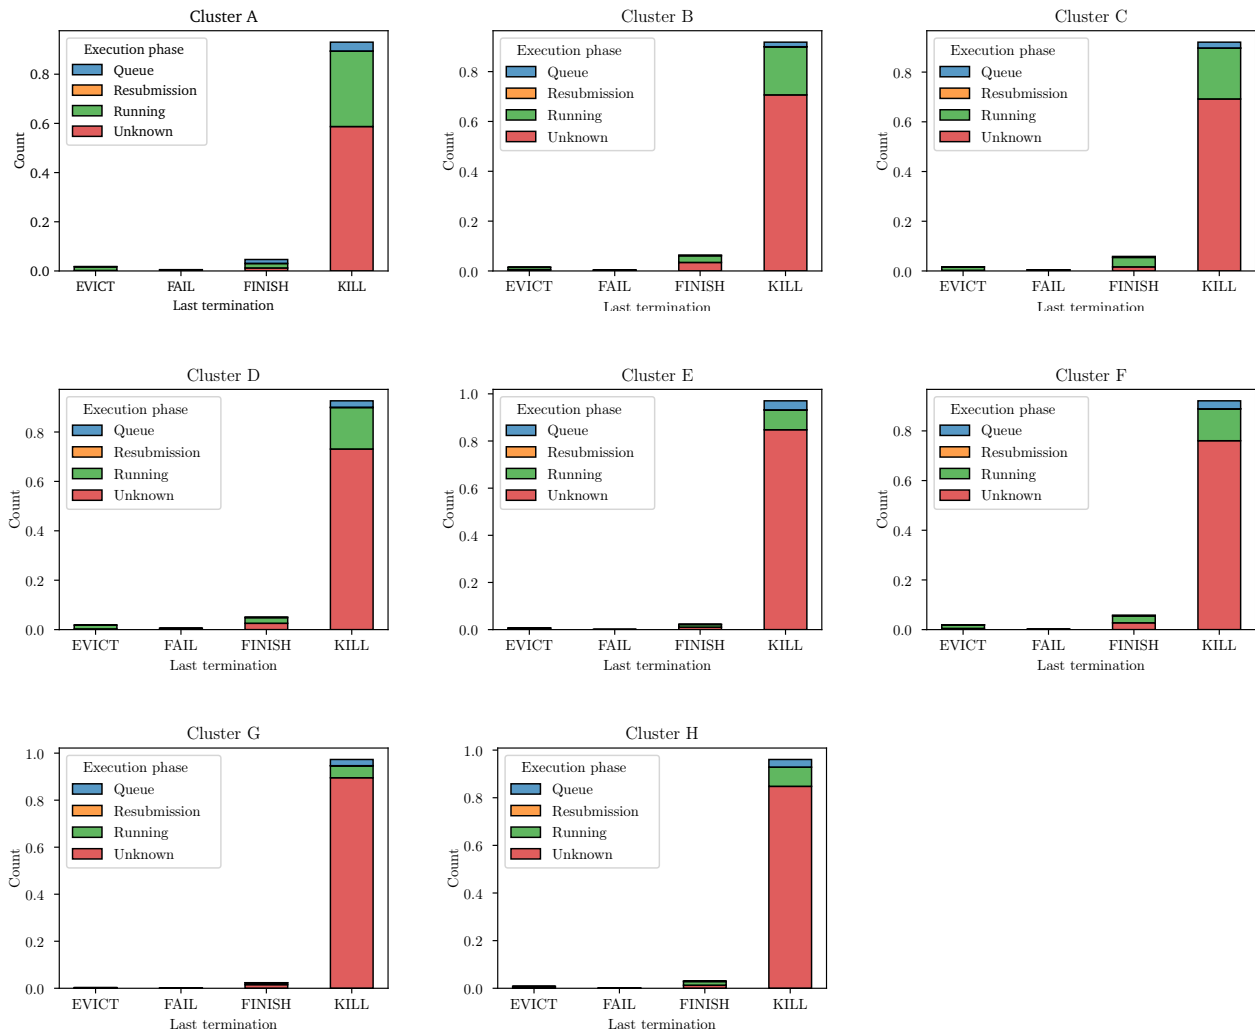 Cluster A
Execution phase
Queue
Resubmission
Running
Unknown
Count
0.8
0.6
0.4
0.2
0.0
EVICT FAIL FINISH KILL
Last termination
Cluster B
Execution phase
Queue
Resubmission
Running
Unknown
Count
0.8
0.6
0.4
0.2
0.0
EVICT FAIL FINISH KILL
Last termination
Cluster C
Execution phase
Queue
Resubmission
Running
Unknown
Count
0.8
0.6
0.4
0.2
0.0
EVICT FAIL FINISH KILL
Last termination
Cluster D
Execution phase
Queue
Resubmission
Running
Unknown
Count
0.8
0.6
0.4
0.2
0.0
EVICT FAIL FINISH KILL
Last termination
Cluster E
Execution phase
Queue
Resubmission
Running
Unknown
Count
1.0
0.8
0.6
0.4
0.2
0.0
EVICT FAIL FINISH KILL
Last termination
Cluster F
Execution phase
Queue
Resubmission
Running
Unknown
Count
0.8
0.6
0.4
0.2
0.0
EVICT FAIL FINISH KILL
Last termination
Cluster G
Execution phase
Queue
Resubmission
Running
Unknown
Count
1.0
0.8
0.6
0.4
0.2
0.0
EVICT FAIL FINISH KILL
Last termination
Cluster H
Execution phase
Queue
Resubmission
Running
Unknown
Count
1.0
0.8
0.6
0.4
0.2
0.0
EVICT FAIL FINISH KILL
Last termination